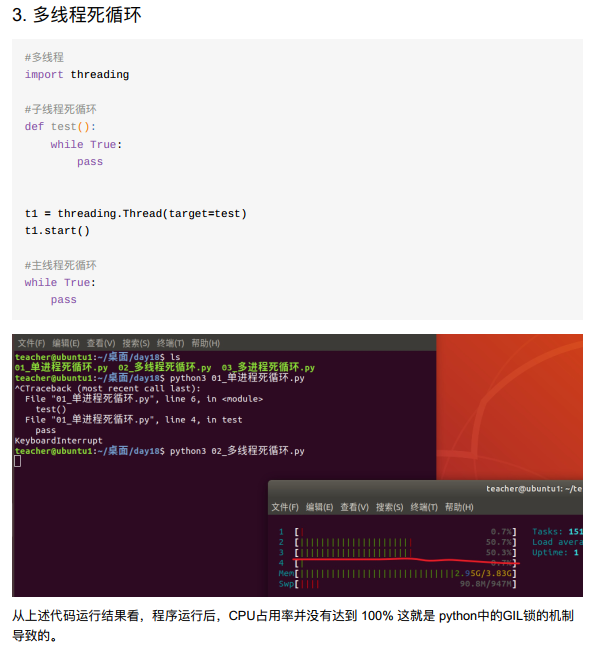 3. 多线程死循环
#多线程
import threading
#子线程死循环
def test():
    while True:
        pass
t1 = threading.Thread(target=test)
t1.start()
#主线程死循环
while True:
    pass
文件(F) 编辑(E) 查看(V) 搜索(S) 终端(T) 帮助(H)
teacher@ubuntu1:~/桌面/day18$ ls
01_单进程死循环.py 02_多线程死循环.py 03_多进程死循环.py
teacher@ubuntu1:~/桌面/day18$ python3 01_单进程死循环.py
^CTraceback (most recent call last):
  File "01_单进程死循环.py", line 6, in <module>
    test()
  File "01_单进程死循环.py", line 4, in test
    pass
KeyboardInterrupt
teacher@ubuntu1:~/桌面/day18$ python3 02_多线程死循环.py
teacher@ubuntu1: ~/te
文件(F) 编辑(E) 查看(V) 搜索(S) 终端(T) 帮助(H)
1 [ 0.7%] Tasks: 151
2 [ 50.7%] Load avera
3 [ 50.3%] Uptime: 1
4 [ 0.7%]
Mem[ 2.95G/3.83G]
Swp[ 90.8M/947M]
从上述代码运行结果看，程序运行后，CPU占用率并没有达到 100% 这就是 python中的GIL锁的机制
导致的。